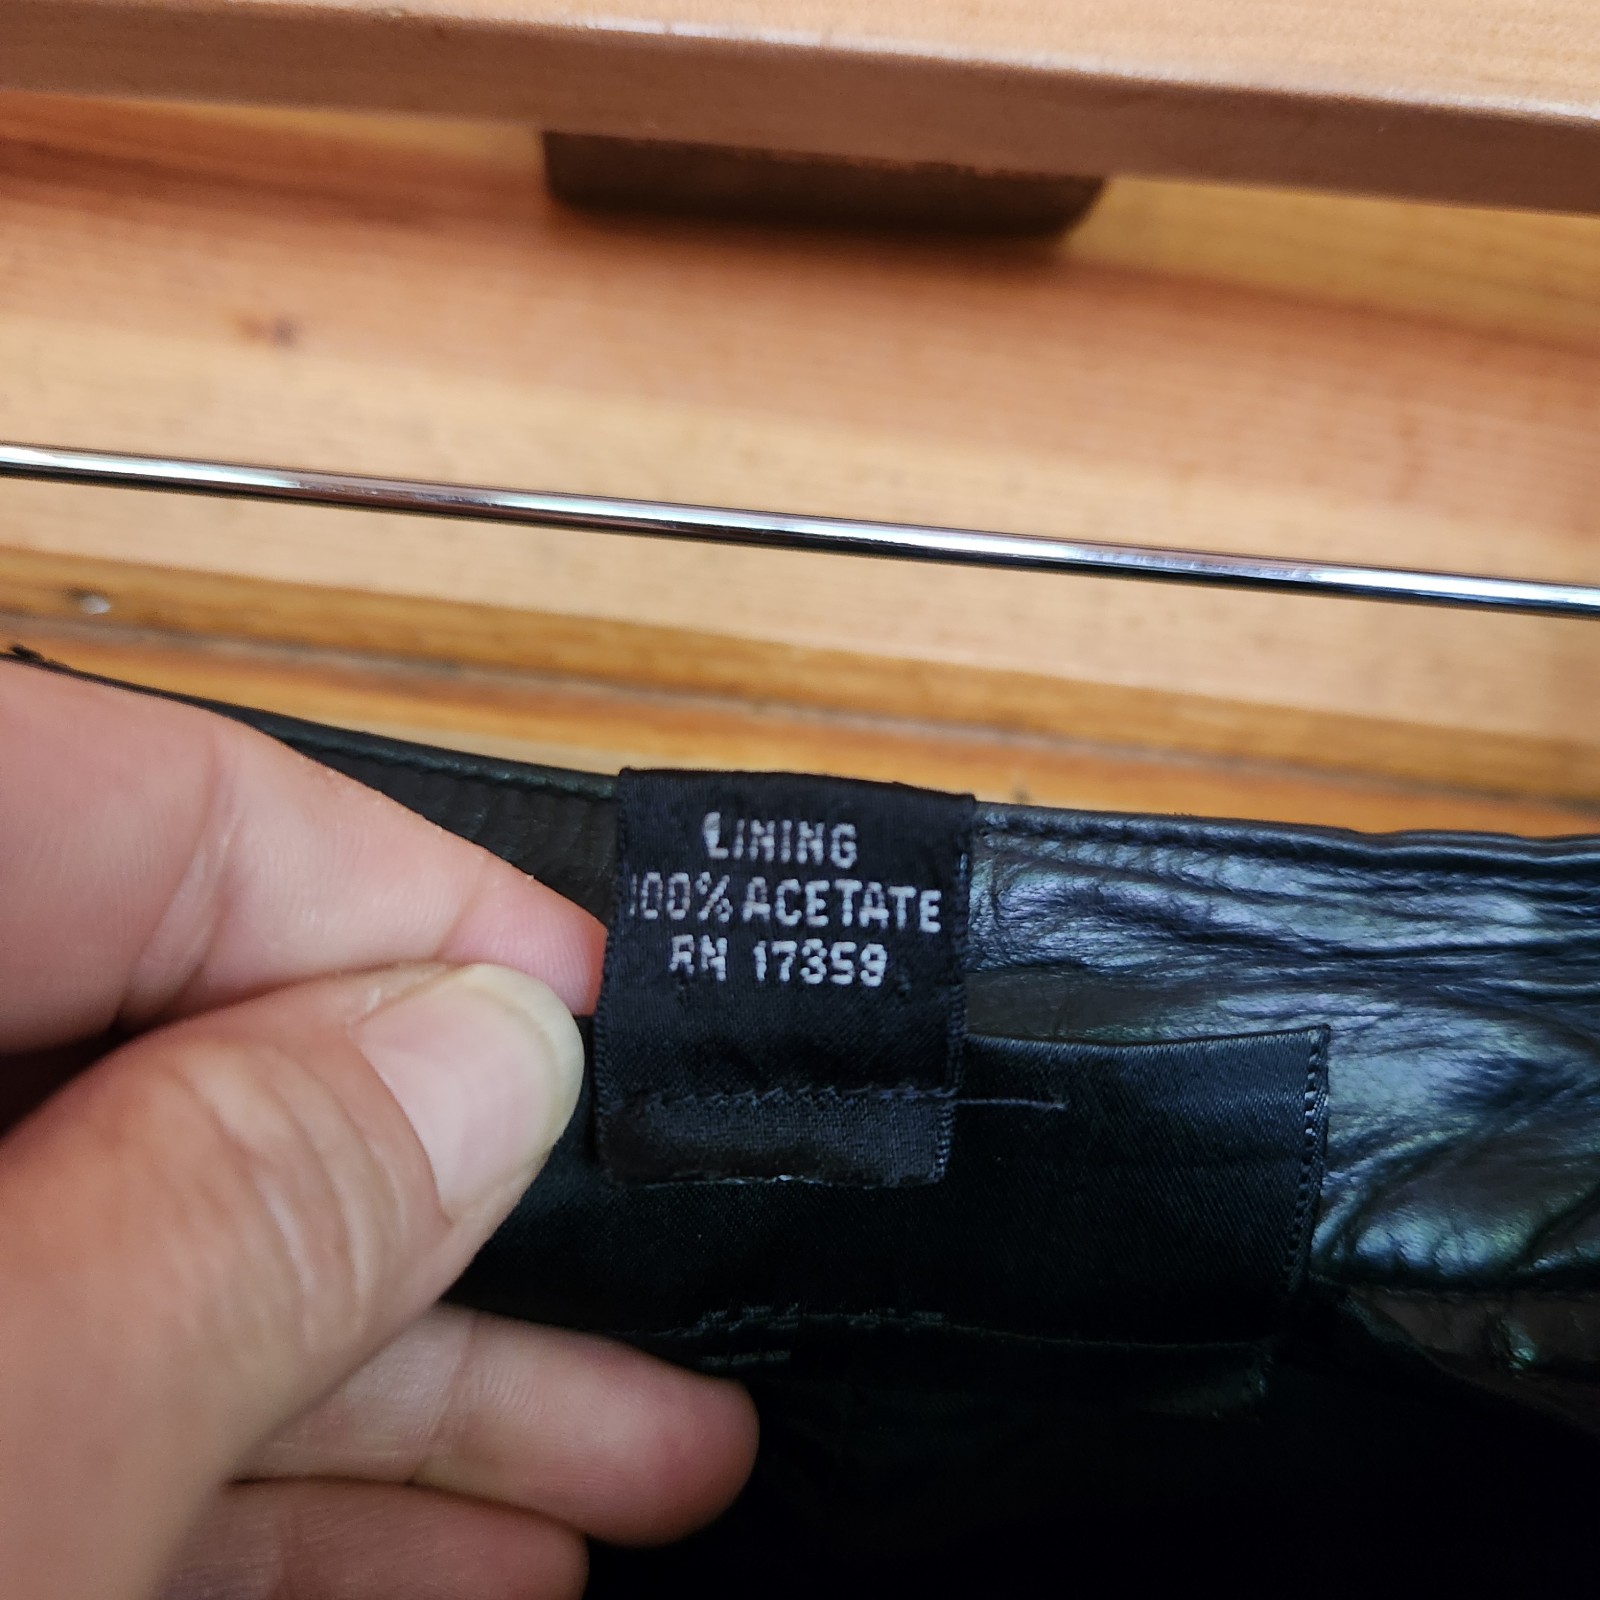 LINING
100% ACETATE
RN 17359